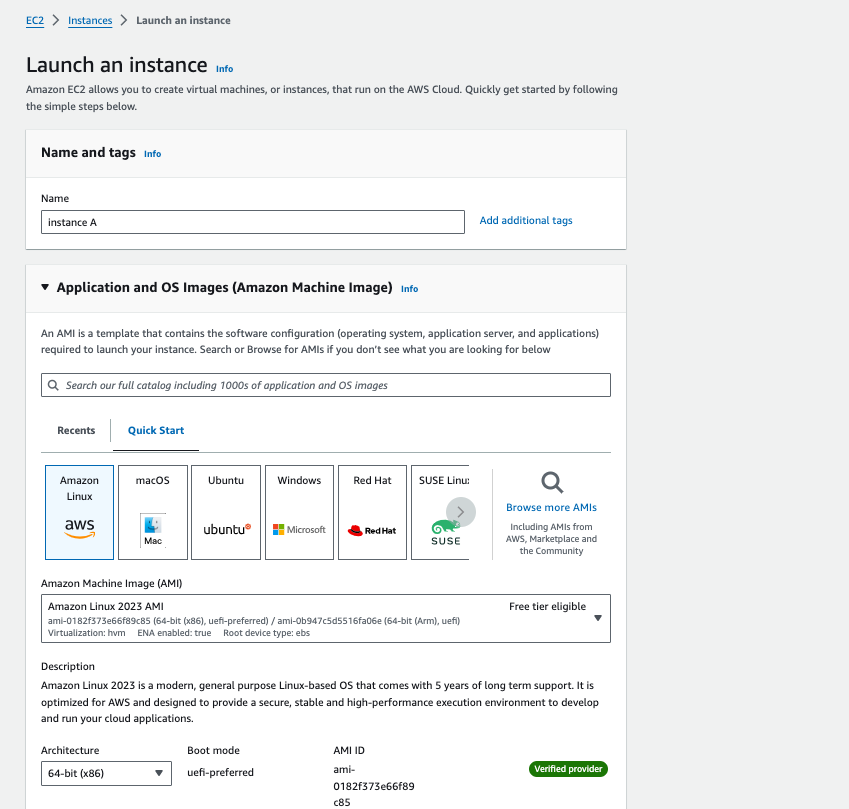 EC2 > Instances > Launch an instance
Launch an instance Info
Amazon EC2 allows you to create virtual machines, or instances, that run on the AWS Cloud. Quickly get started by following
the simple steps below.
Name and tags Info
Name
instance A
Add additional tags
Application and OS Images (Amazon Machine Image) Info
An AMI is a template that contains the software configuration (operating system, application server, and applications)
required to launch your instance. Search or Browse for AMIs if you don't see what you are looking for below
Search our full catalog including 1000s of application and OS images
Recents
Quick Start
Amazon
Linux
aws
macOS
Mac
Ubuntu
ubuntu
Windows
Microsoft
Red Hat
RedHat
SUSE Linux
SUSE
Browse more AMIs
Including AMIs from
AWS, Marketplace and
the Community
Amazon Machine Image (AMI)
Amazon Linux 2023 AMI
Free tier eligible
ami-0182f373e66f89c85 (64-bit (x86), uefi-preferred) / ami-0b947c5d5516fa06e (64-bit (Arm), uefi)
Virtualization: hvm ENA enabled: true Root device type: ebs
Description
Amazon Linux 2023 is a modern, general purpose Linux-based OS that comes with 5 years of long term support. It is
optimized for AWS and designed to provide a secure, stable and high-performance execution environment to develop
and run your cloud applications.
Architecture
64-bit (x86)
Boot mode
uefi-preferred
AMI ID
ami-
0182f373e66f89
c85
Verified provider